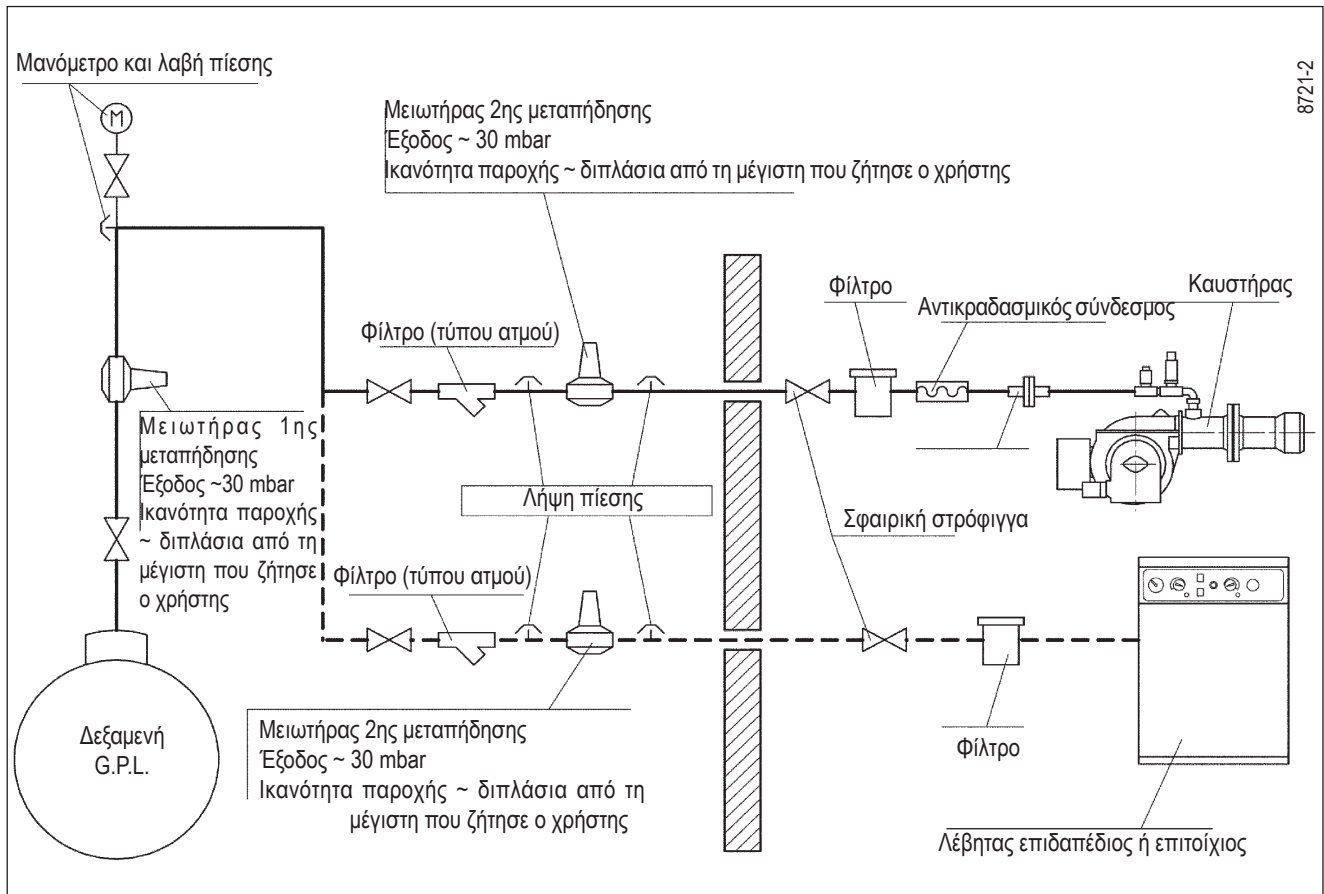 8721-2
Μανόμετρο και λαβή πίεσης
M
Μειωτήρας 2ης μεταπήδησης
Έξοδος ~ 30 mbar
Ικανότητα παροχής ~ διπλάσια από τη μέγιστη που ζήτησε ο χρήστης
Φίλτρο
Αντικραδασμικός σύνδεσμος
Καυστήρας
Φίλτρο (τύπου ατμού)
Μειωτήρας 1ης
μεταπήδησης
Έξοδος ~30 mbar
Ικανότητα παροχής
~ διπλάσια από τη
μέγιστη που ζήτησε
ο χρήστης
Λήψη πίεσης
Σφαιρική στρόφιγγα
Φίλτρο (τύπου ατμού)
Δεξαμενή
G.P.L.
Μειωτήρας 2ης μεταπήδησης
Έξοδος ~ 30 mbar
Ικανότητα παροχής ~ διπλάσια από τη
μέγιστη που ζήτησε ο χρήστης
Φίλτρο
Λέβητας επιδαπέδιος ή επιτοίχιος